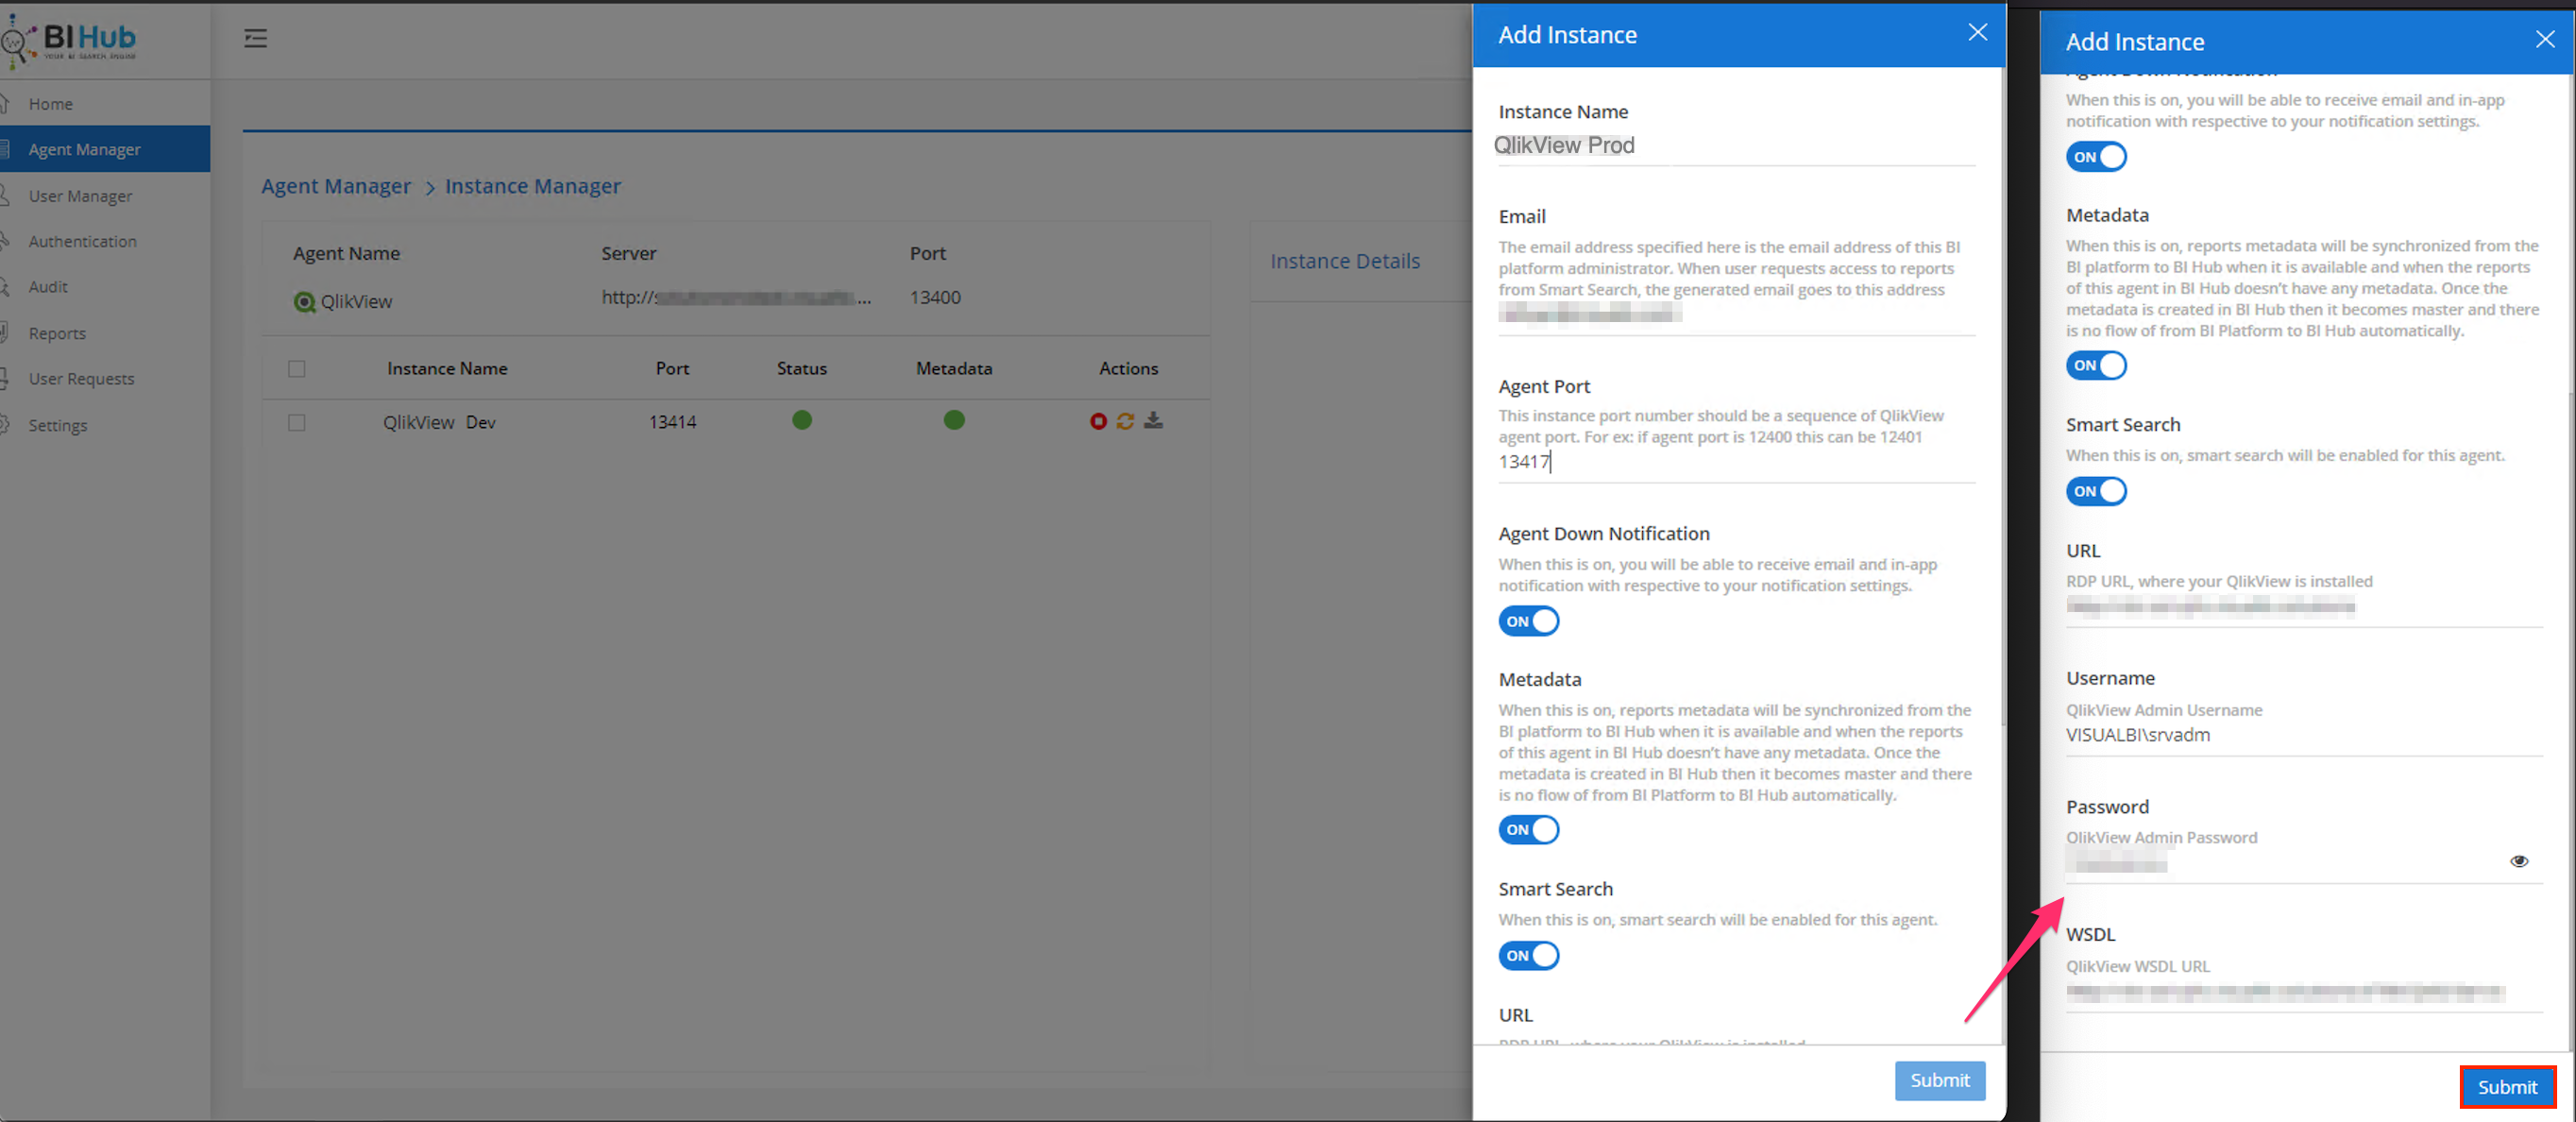 BI Hub
YOUR BI SEARCH ENGINE
Home
Agent Manager
User Manager
Authentication
Audit
Reports
User Requests
Settings
Agent Manager > Instance Manager
Agent Name Server Port
QlikView http:// ... 13400
Instance Name Port Status Metadata Actions
QlikView Dev 13414
Instance Details
Add Instance
Instance Name
QlikView Prod
Email
The email address specified here is the email address of this BI
platform administrator. When user requests access to reports
from Smart Search, the generated email goes to this address
Agent Port
This instance port number should be a sequence of QlikView
agent port. For ex: if agent port is 12400 this can be 12401
13417
Agent Down Notification
When this is on, you will be able to receive email and in-app
notification with respective to your notification settings.
ON
Metadata
When this is on, reports metadata will be synchronized from the
BI platform to BI Hub when it is available and when the reports
of this agent in BI Hub doesn't have any metadata. Once the
metadata is created in BI Hub then it becomes master and there
is no flow of from BI Platform to BI Hub automatically.
ON
Smart Search
When this is on, smart search will be enabled for this agent.
ON
URL
RDP URL, where your QlikView is installed
Submit
Add Instance
Agent Down Notification
When this is on, you will be able to receive email and in-app
notification with respective to your notification settings.
ON
Metadata
When this is on, reports metadata will be synchronized from the
BI platform to BI Hub when it is available and when the reports
of this agent in BI Hub doesn't have any metadata. Once the
metadata is created in BI Hub then it becomes master and there
is no flow of from BI Platform to BI Hub automatically.
ON
Smart Search
When this is on, smart search will be enabled for this agent.
ON
URL
RDP URL, where your QlikView is installed
Username
QlikView Admin Username
VISUALBI\srvadm
Password
QlikView Admin Password
WSDL
QlikView WSDL URL
Submit